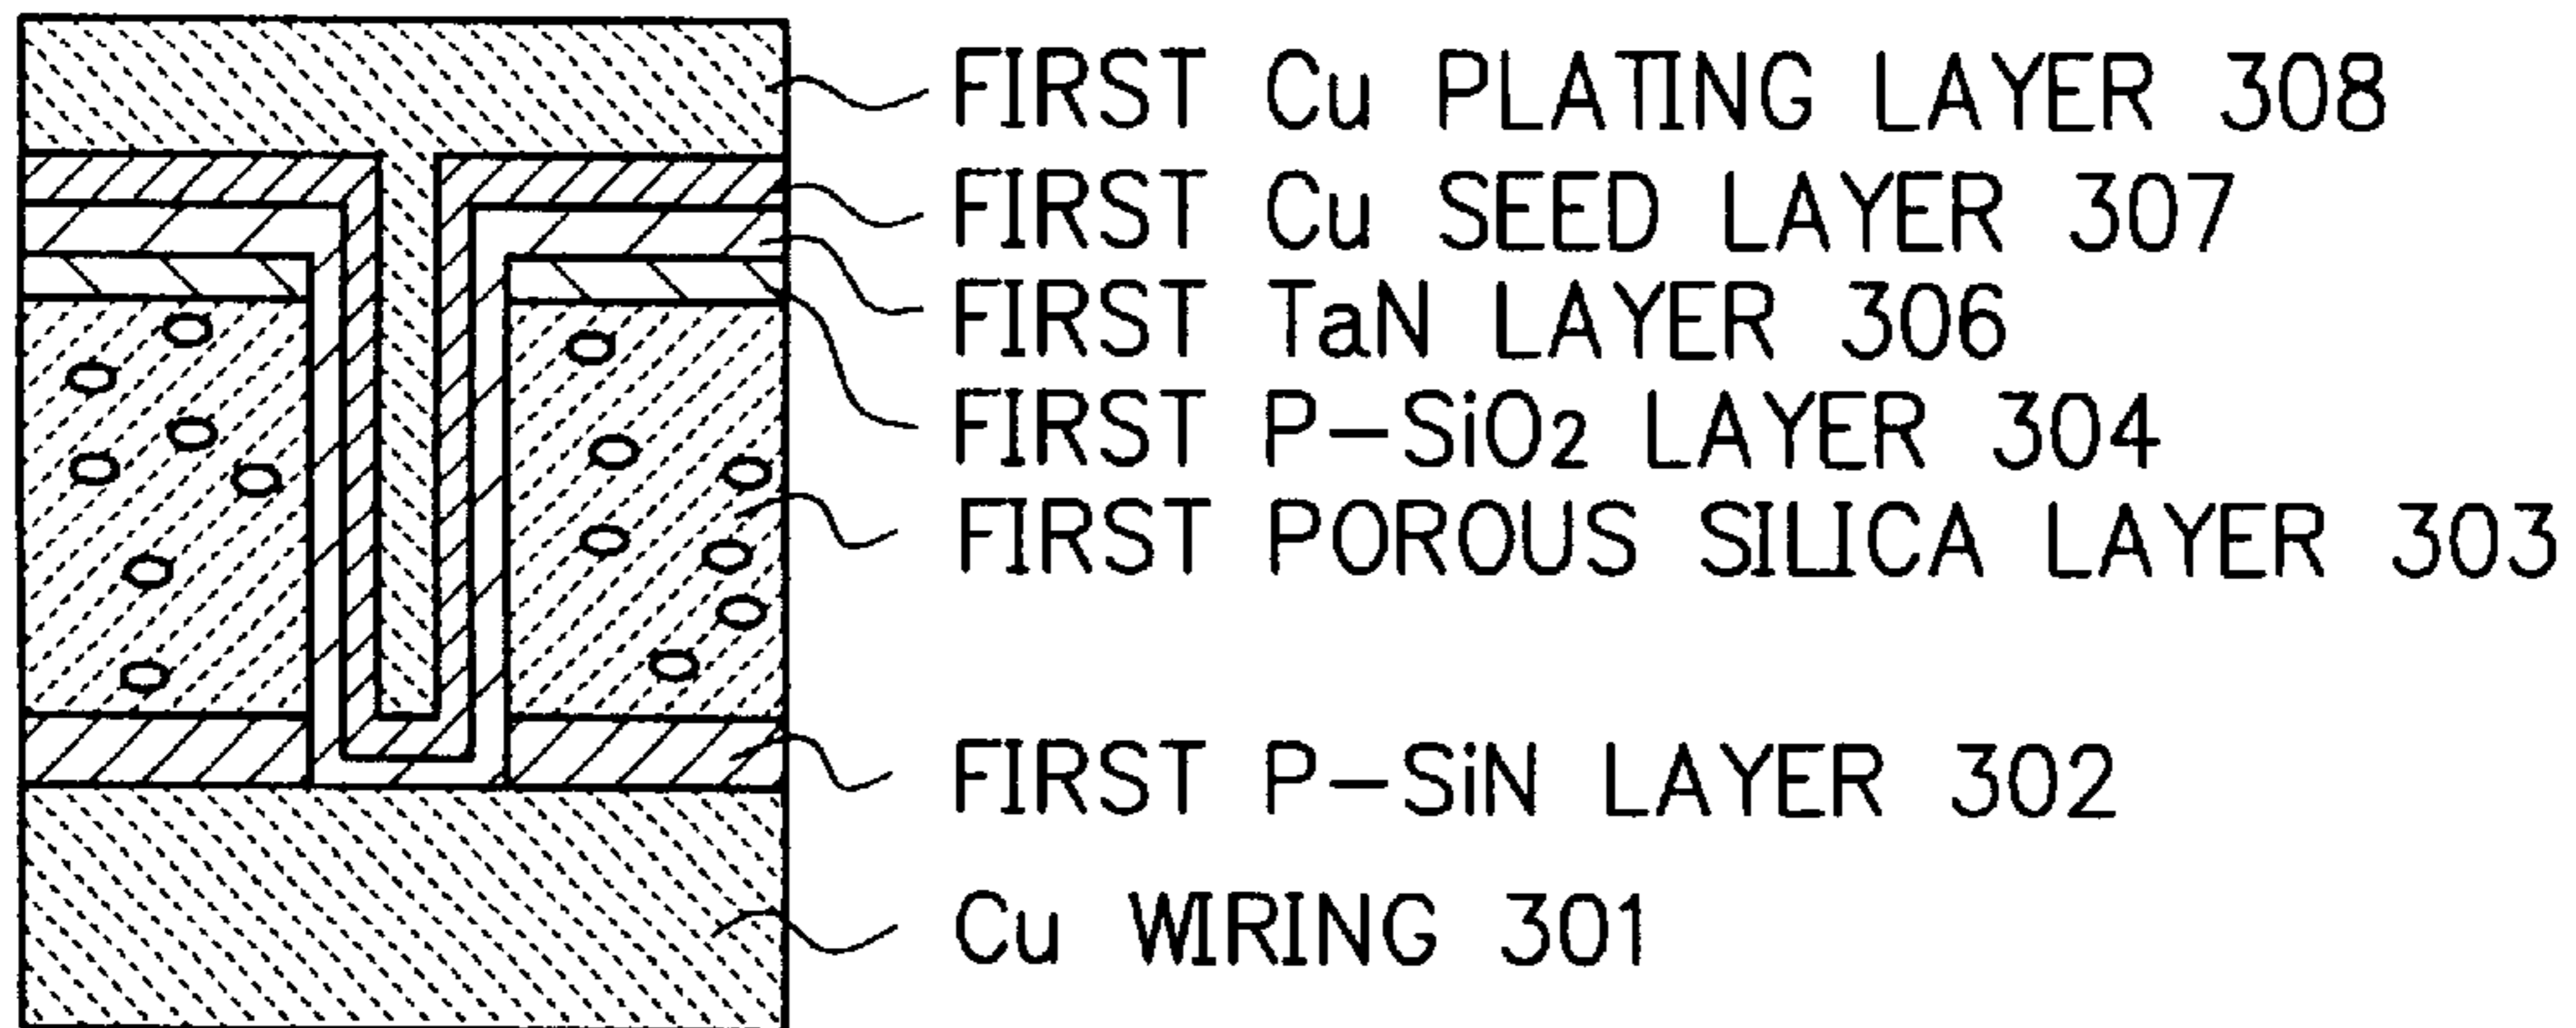 FIRST Cu PLATING LAYER 308
FIRST Cu SEED LAYER 307
FIRST TaN LAYER 306
FIRST P-SiO2 LAYER 304
FIRST POROUS SILICA LAYER 303
FIRST P-SiN LAYER 302
Cu WIRING 301